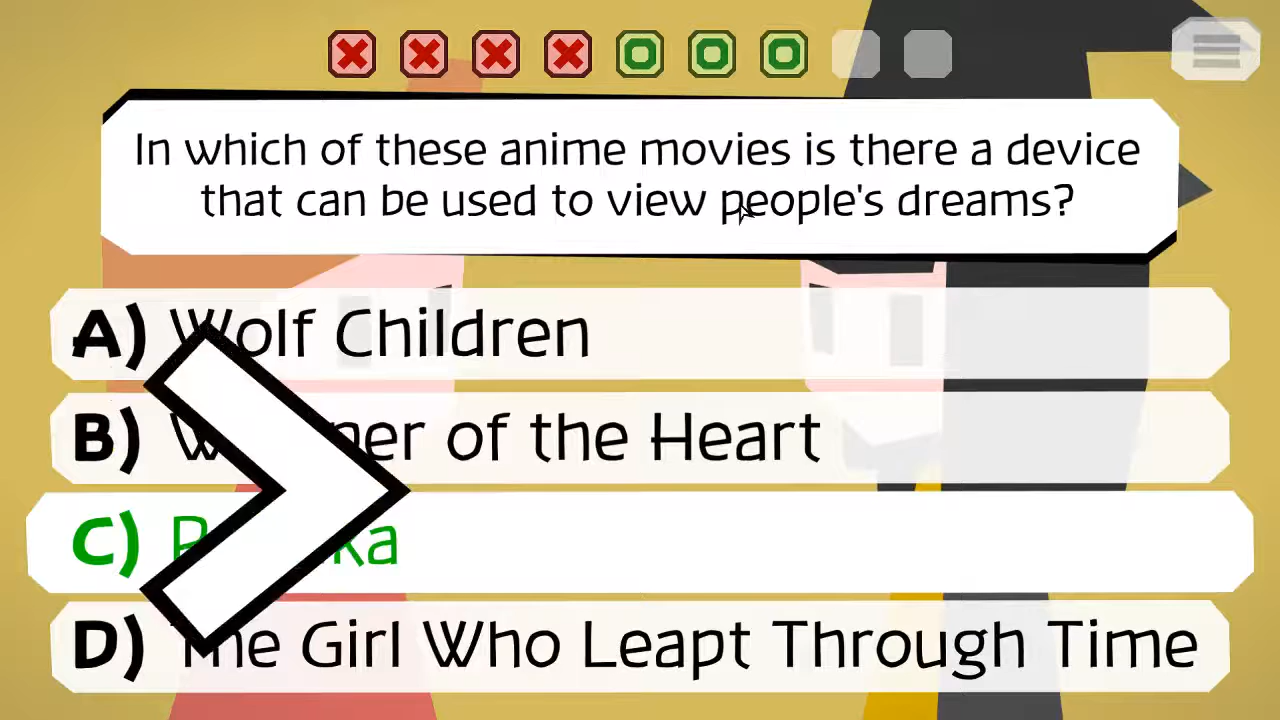 In which of these anime movies is there a device
that can be used to view people's dreams?
A) Wolf Children
B) of the Heart
C)
D) The Girl Who Leapt Through Time